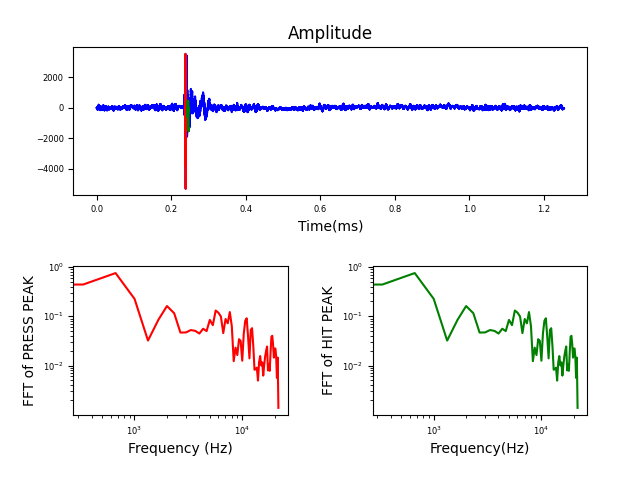 Amplitude
2000
0
−2000
−4000
0.0 0.2 0.4 0.6 0.8 1.0 1.2
Time(ms)
FFT of PRESS PEAK
10⁰
10⁻¹
10⁻²
10³ 10⁴
Frequency (Hz)
FFT of HIT PEAK
10⁰
10⁻¹
10⁻²
10³ 10⁴
Frequency(Hz)